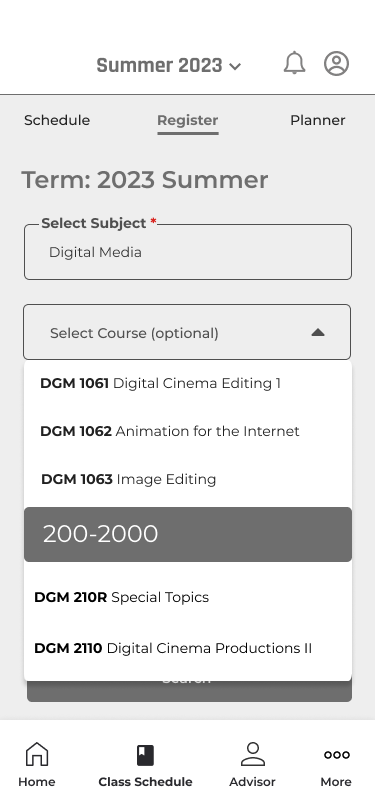 Summer 2023
Schedule Register Planner
Term: 2023 Summer
Select Subject *
Digital Media
Select Course (optional)
DGM 1061 Digital Cinema Editing 1
DGM 1062 Animation for the Internet
DGM 1063 Image Editing
200-2000
DGM 210R Special Topics
DGM 2110 Digital Cinema Productions II
Search
Home Class Schedule Advisor More